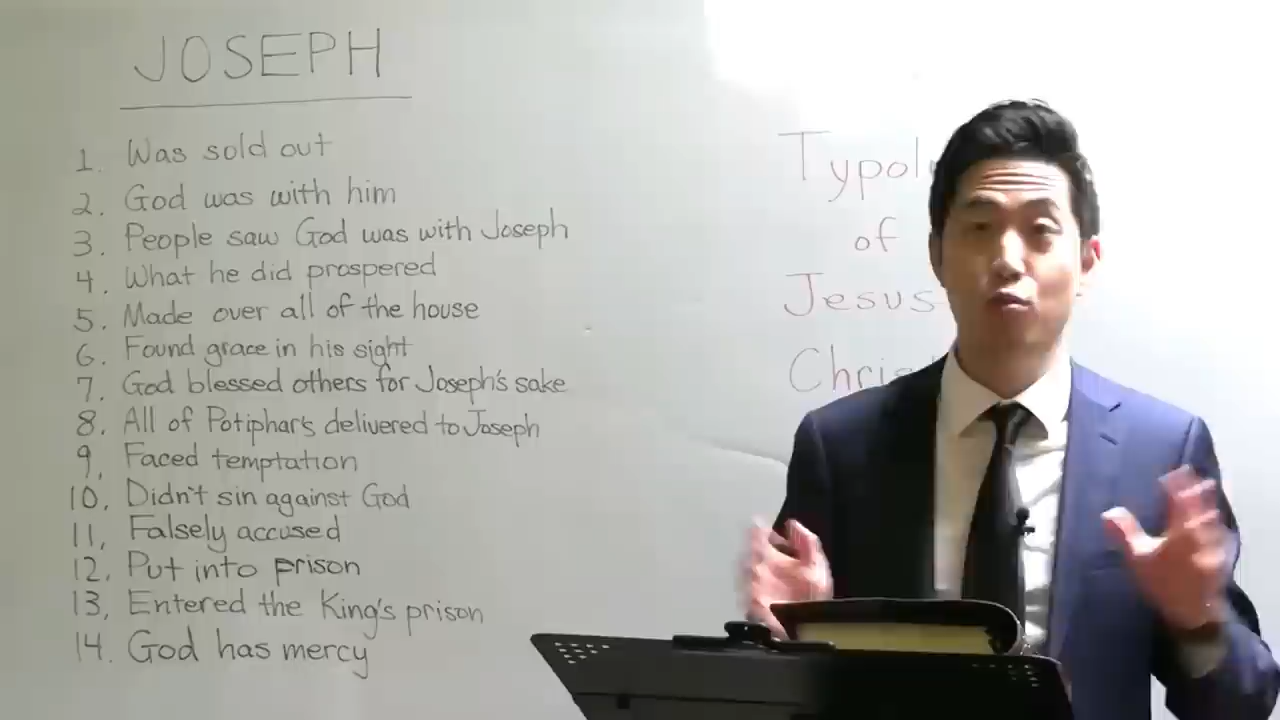 JOSEPH
1. Was sold out
2. God was with him
3. People saw God was with Joseph
4. What he did prospered
5. Made over all of the house
6. Found grace in his sight
7. God blessed others for Joseph's sake
8. All of Potiphar's delivered to Joseph
9. Faced temptation
10. Didn't sin against God
11. Falsely accused
12. Put into prison
13. Entered the King's prison
14. God has mercy
of
Jesus